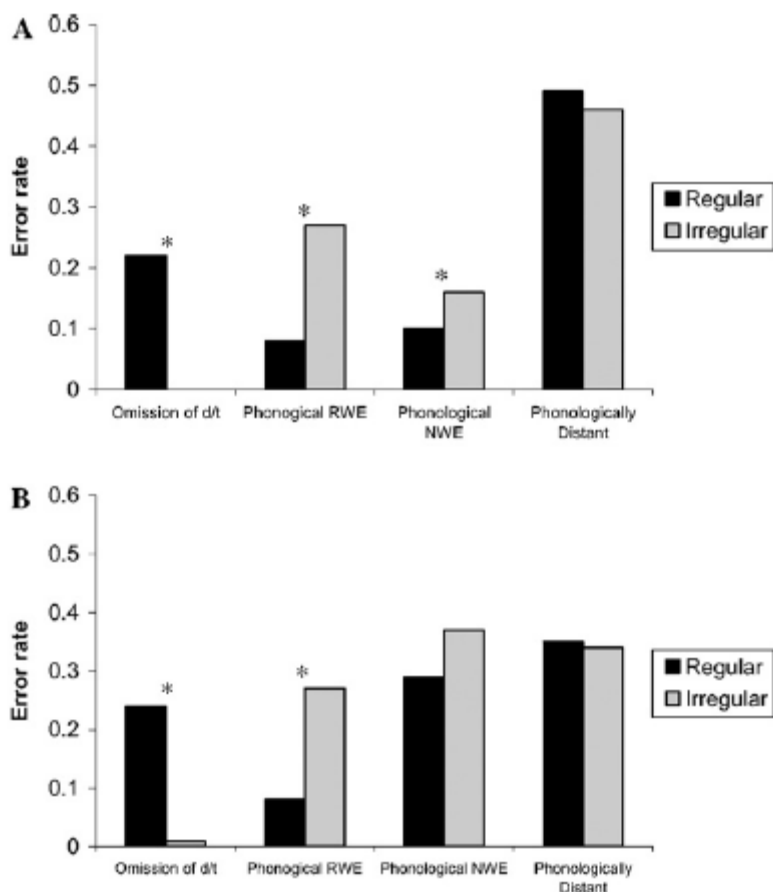 A
0.6
0.5
0.4
0.3
0.2
0.1
0
Error rate
*
*
*
Omission of d/t
Phonogical RWE
Phonological
NWE
Phonologically
Distant
Regular
Irregular
B
0.6
0.5
0.4
0.3
0.2
0.1
0
Error rate
*
*
Omission of d/t
Phonogical RWE
Phonological NWE
Phonologically
Distant
Regular
Irregular